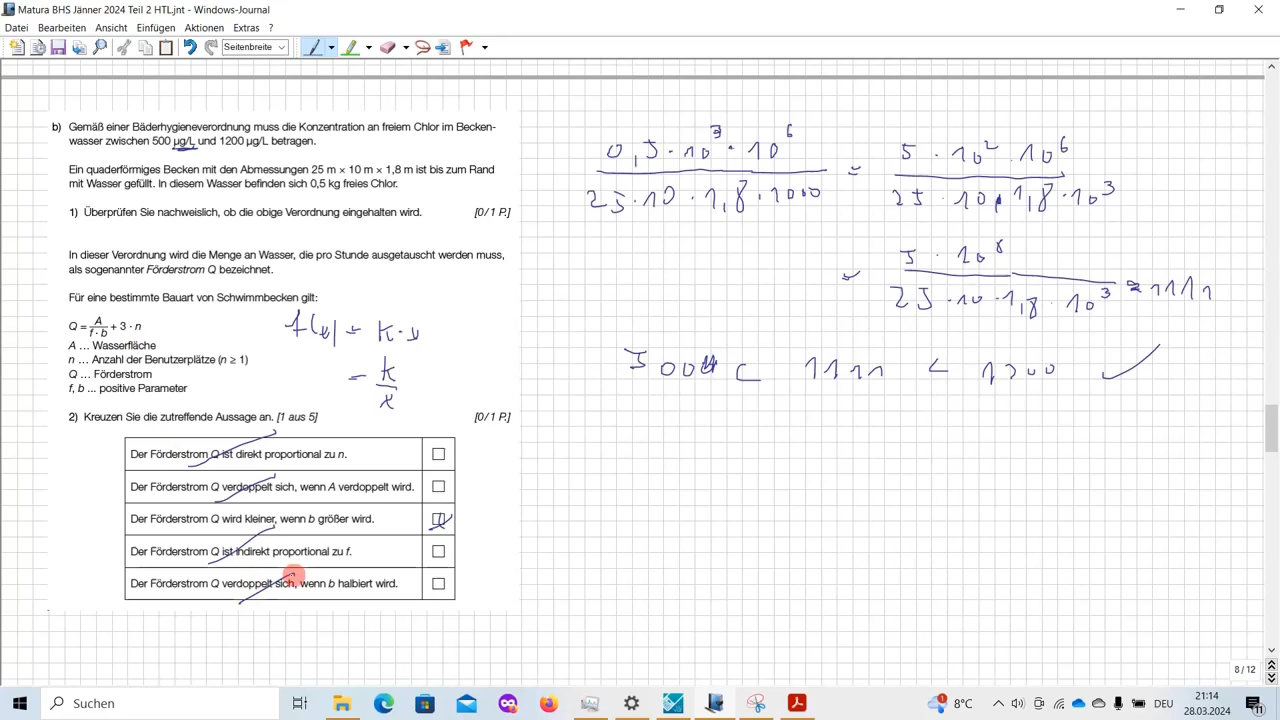 Matura BHS Jänner 2024 Teil 2 HTL.jnt - Windows-Journal
Datei Bearbeiten Ansicht Einfügen Aktionen Extras
Seitenbreite
b) Gemäß einer Bäderhygieneverordnung muss die Konzentration an freiem Chlor im Becken-
wasser zwischen 500 μg/L und 1200 μg/L betragen.
Ein quaderförmiges Becken mit den Abmessungen 25 m × 10 m × 1,8 m ist bis zum Rand
mit Wasser gefüllt. In diesem Wasser befinden sich 0,5 kg freies Chlor.
1) Überprüfen Sie nachweislich, ob die obige Verordnung eingehalten wird. [0/1 P.]
In dieser Verordnung wird die Menge an Wasser, die pro Stunde ausgetauscht werden muss,
als sogenannter Förderstrom Q bezeichnet.
Für eine bestimmte Bauart von Schwimmbecken gilt:
Q = A/(f · b) + 3 · n
A … Wasserfläche
n … Anzahl der Benutzerplätze (n ≥ 1)
Q … Förderstrom
f, b ... positive Parameter
f(x) = k·x
= k/x
2) Kreuzen Sie die zutreffende Aussage an. [1 aus 5] [0/1 P.]
Der Förderstrom Q ist direkt proportional zu n.
Der Förderstrom Q verdoppelt sich, wenn A verdoppelt wird.
Der Förderstrom Q wird kleiner, wenn b größer wird.
Der Förderstrom Q ist indirekt proportional zu f.
Der Förderstrom Q verdoppelt sich, wenn b halbiert wird.
0,5·10³·10⁶ / 25·10·1,8·1000 = 5·10²·10⁶ / 25·10·1,8·10³
= 5·10⁸ / 25·10·1,8·10³ ≈ 1111
< 1111 < 1200 ✓
8 / 12
Suchen
8°C
DEU
21:14
28.03.2024
11